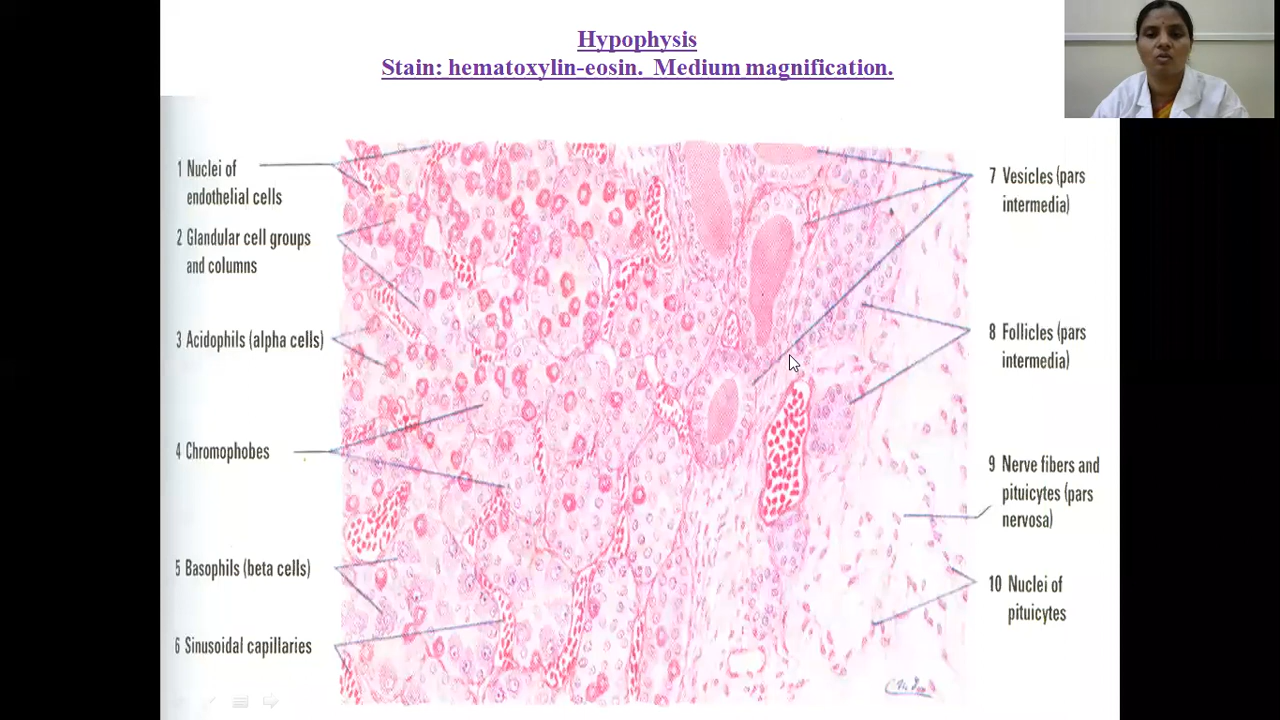 Hypophysis
Stain: hematoxylin-eosin. Medium magnification.
1 Nuclei of
endothelial cells
2 Glandular cell groups
and columns
3 Acidophils (alpha cells)
4 Chromophobes
5 Basophils (beta cells)
6 Sinusoidal capillaries
7 Vesicles (pars
intermedia)
8 Follicles (pars
intermedia)
9 Nerve fibers and
pituicytes (pars
nervosa)
10 Nuclei of
pituicytes